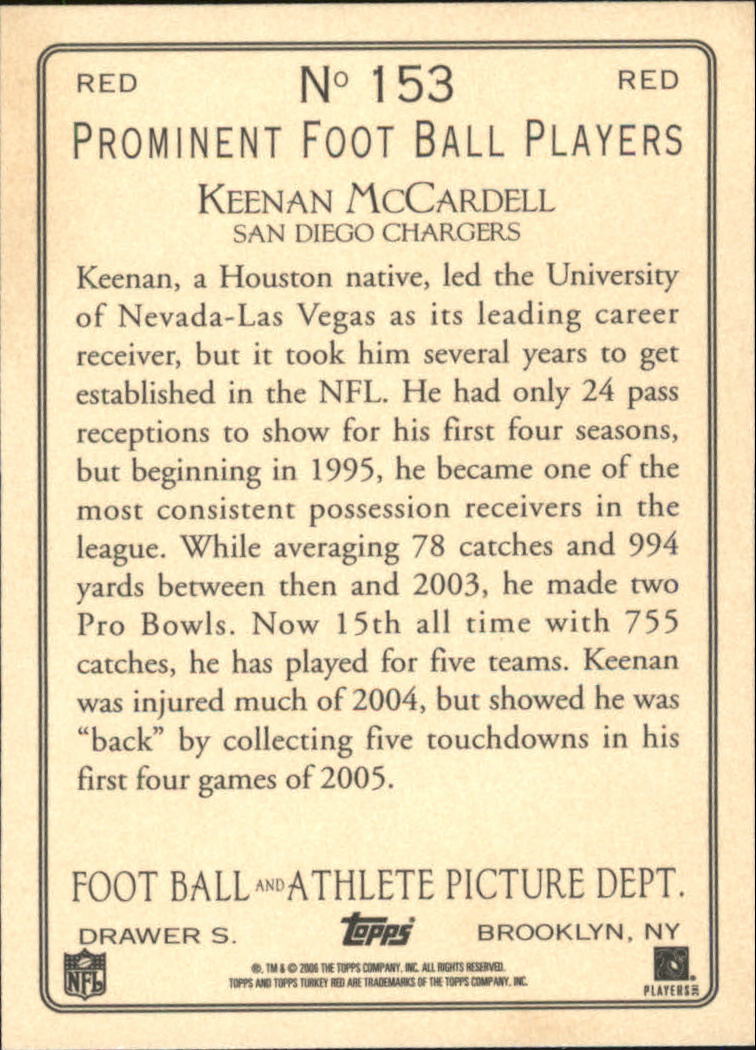 RED Nº 153 RED
PROMINENT FOOT BALL PLAYERS
KEENAN MCCARDELL
SAN DIEGO CHARGERS
Keenan, a Houston native, led the University
of Nevada-Las Vegas as its leading career
receiver, but it took him several years to get
established in the NFL. He had only 24 pass
receptions to show for his first four seasons,
but beginning in 1995, he became one of the
most consistent possession receivers in the
league. While averaging 78 catches and 994
yards between then and 2003, he made two
Pro Bowls. Now 15th all time with 755
catches, he has played for five teams. Keenan
was injured much of 2004, but showed he was
“back” by collecting five touchdowns in his
first four games of 2005.
FOOT BALL AND ATHLETE PICTURE DEPT.
DRAWER S. Topps BROOKLYN, NY
®, TM & © 2006 THE TOPPS COMPANY, INC. ALL RIGHTS RESERVED.
TOPPS AND TOPPS TURKEY RED ARE TRADEMARKS OF THE TOPPS COMPANY, INC.
NFL
PLAYERS INC